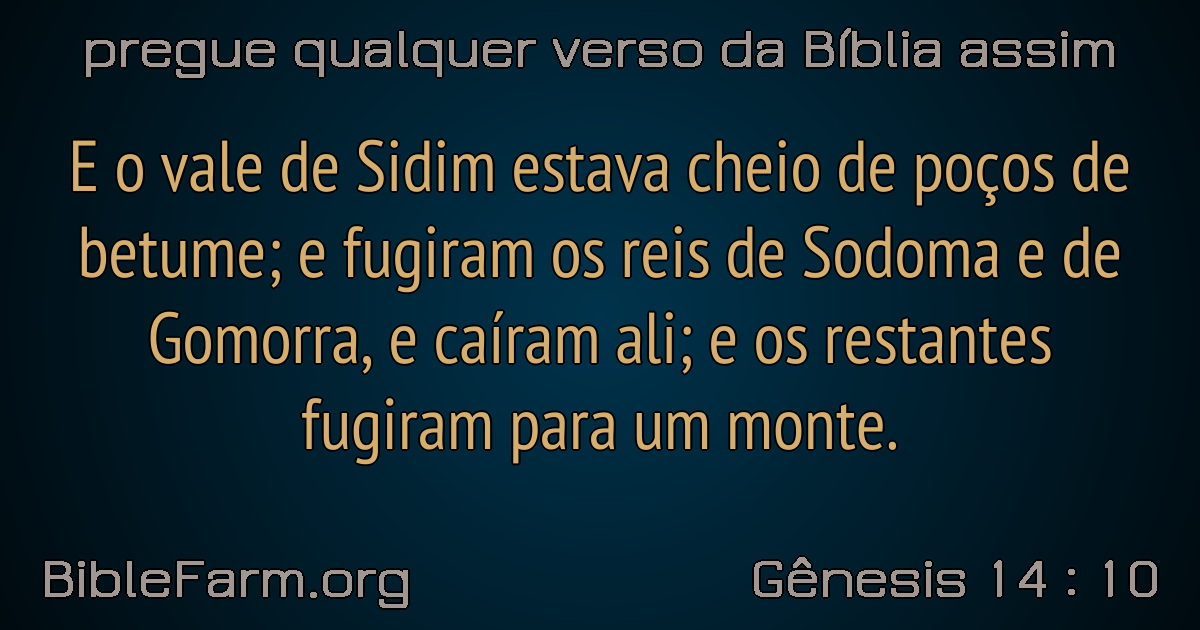 pregue qualquer verso da Bíblia assim
E o vale de Sidim estava cheio de poços de
betume; e fugiram os reis de Sodoma e de
Gomorra, e caíram ali; e os restantes
fugiram para um monte.
BibleFarm.org
Gênesis 14 : 10